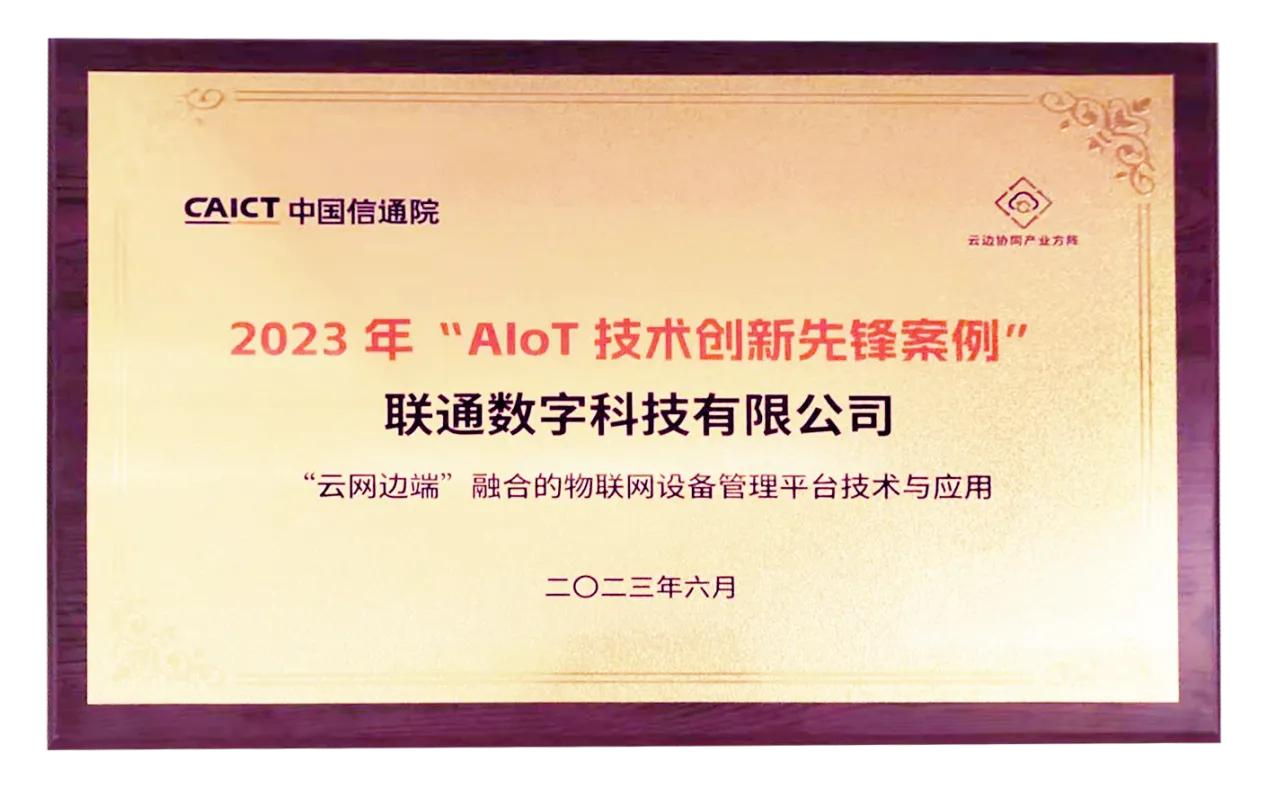 CAICT 中国信通院
云边协同产业方阵
2023 年 “AIoT 技术创新先锋案例”
联通数字科技有限公司
“云网边端” 融合的物联网设备管理平台技术与应用
二〇二三年六月